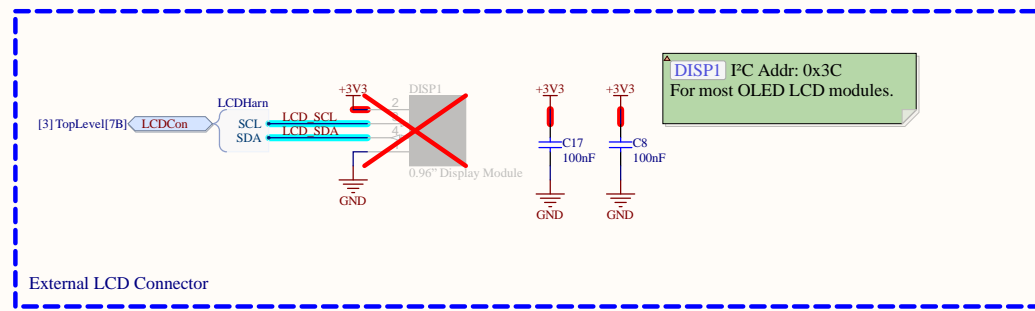 DISP1 I²C Addr: 0x3C
For most OLED LCD modules.
+3V3
DISP1
+3V3
+3V3
LCDHarn
2
[3] TopLevel[7B]
LCDCon
SCL
LCD_SCL
SDA
LCD_SDA
4
C17
100nF
C8
100nF
0.96" Display Module
GND
GND
GND
External LCD Connector